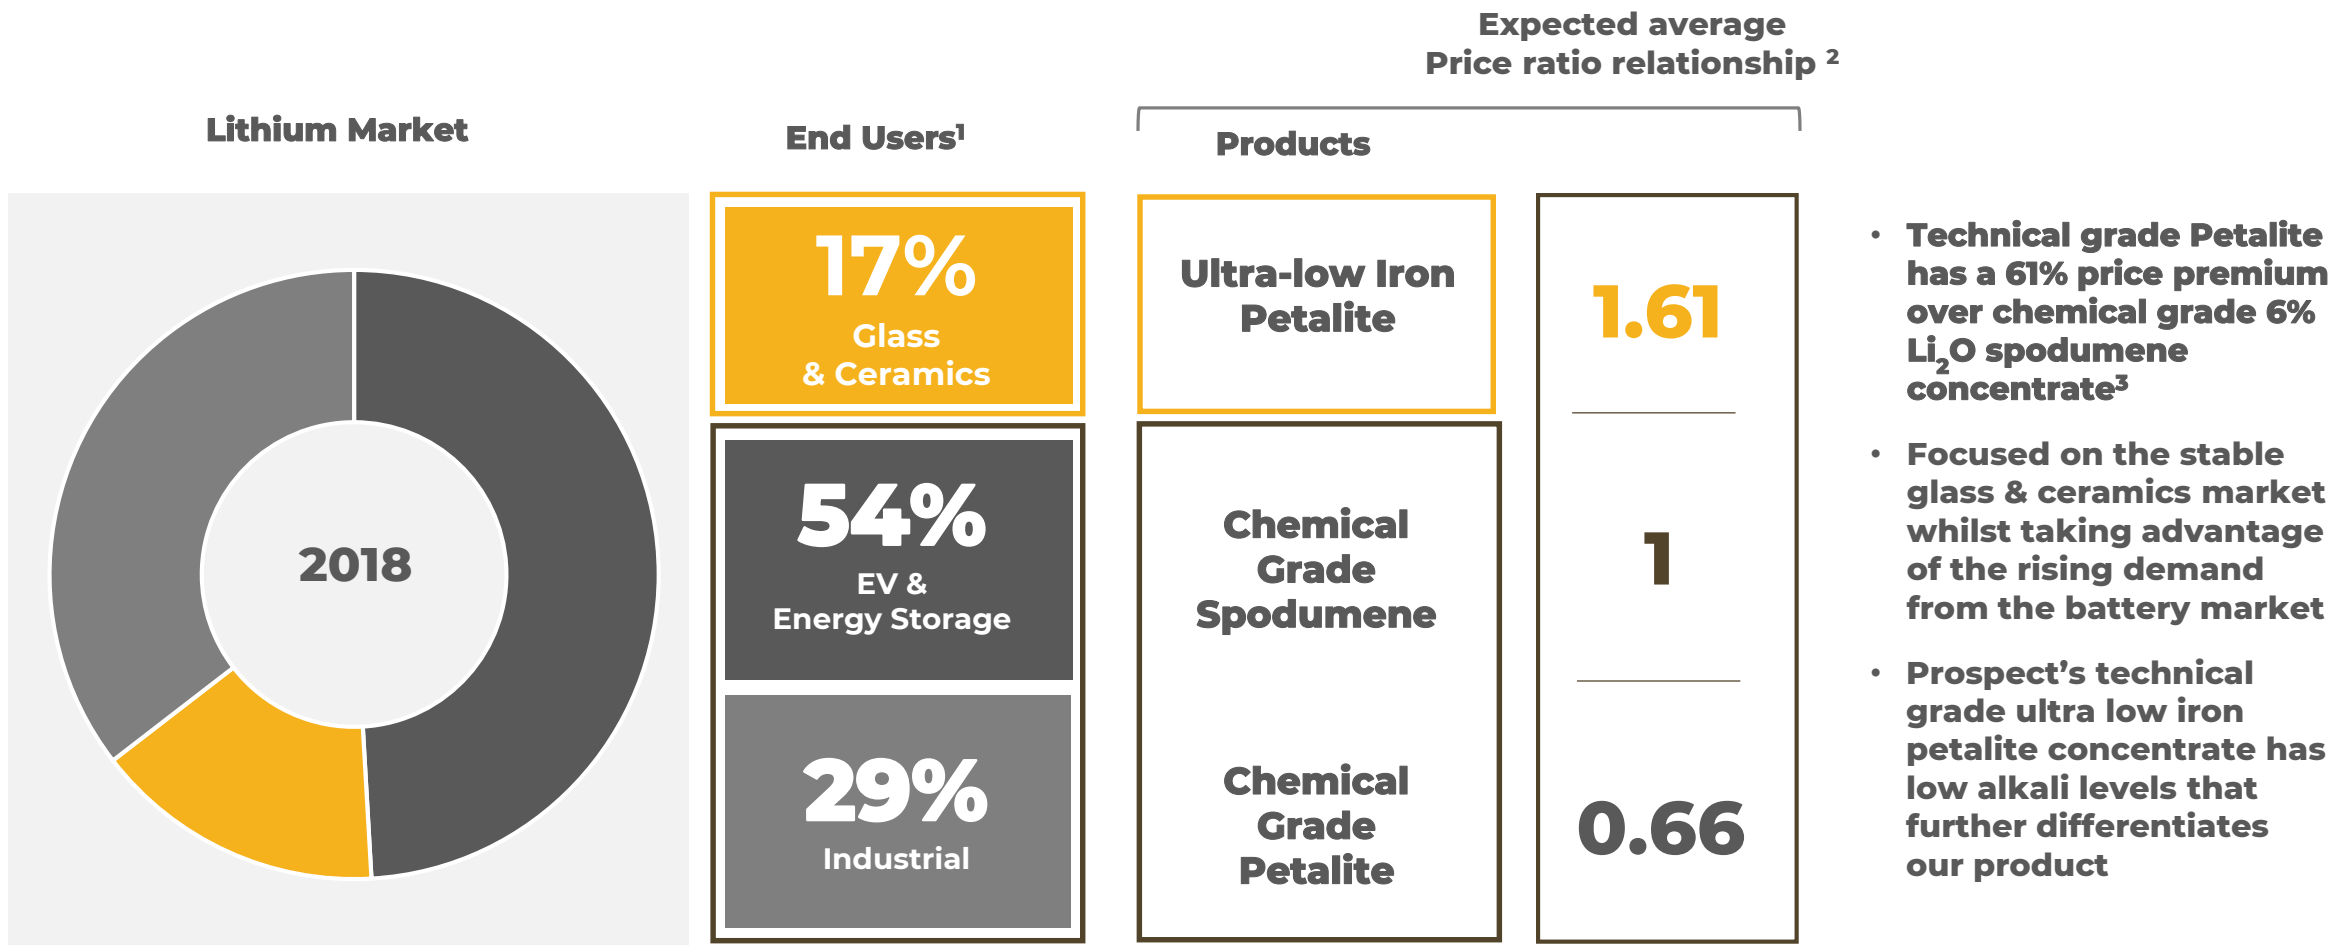 Expected average
Price ratio relationship ²
Lithium Market
End Users¹
Products
2018
17%
Glass
& Ceramics
54%
EV &
Energy Storage
29%
Industrial
Ultra-low Iron
Petalite
Chemical
Grade
Spodumene
Chemical
Grade
Petalite
1.61
1
0.66
• Technical grade Petalite
has a 61% price premium
over chemical grade 6%
Li₂O spodumene
concentrate³
• Focused on the stable
glass & ceramics market
whilst taking advantage
of the rising demand
from the battery market
• Prospect’s technical
grade ultra low iron
petalite concentrate has
low alkali levels that
further differentiates
our product